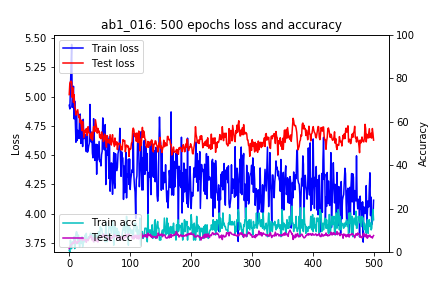 ab1_016: 500 epochs loss and accuracy
5.50
5.25
5.00
4.75
4.50
4.25
4.00
3.75
Loss
Train loss
Test loss
Train acc
Test acc
0
100
200
300
400
500
100
80
60
40
20
0
Accuracy